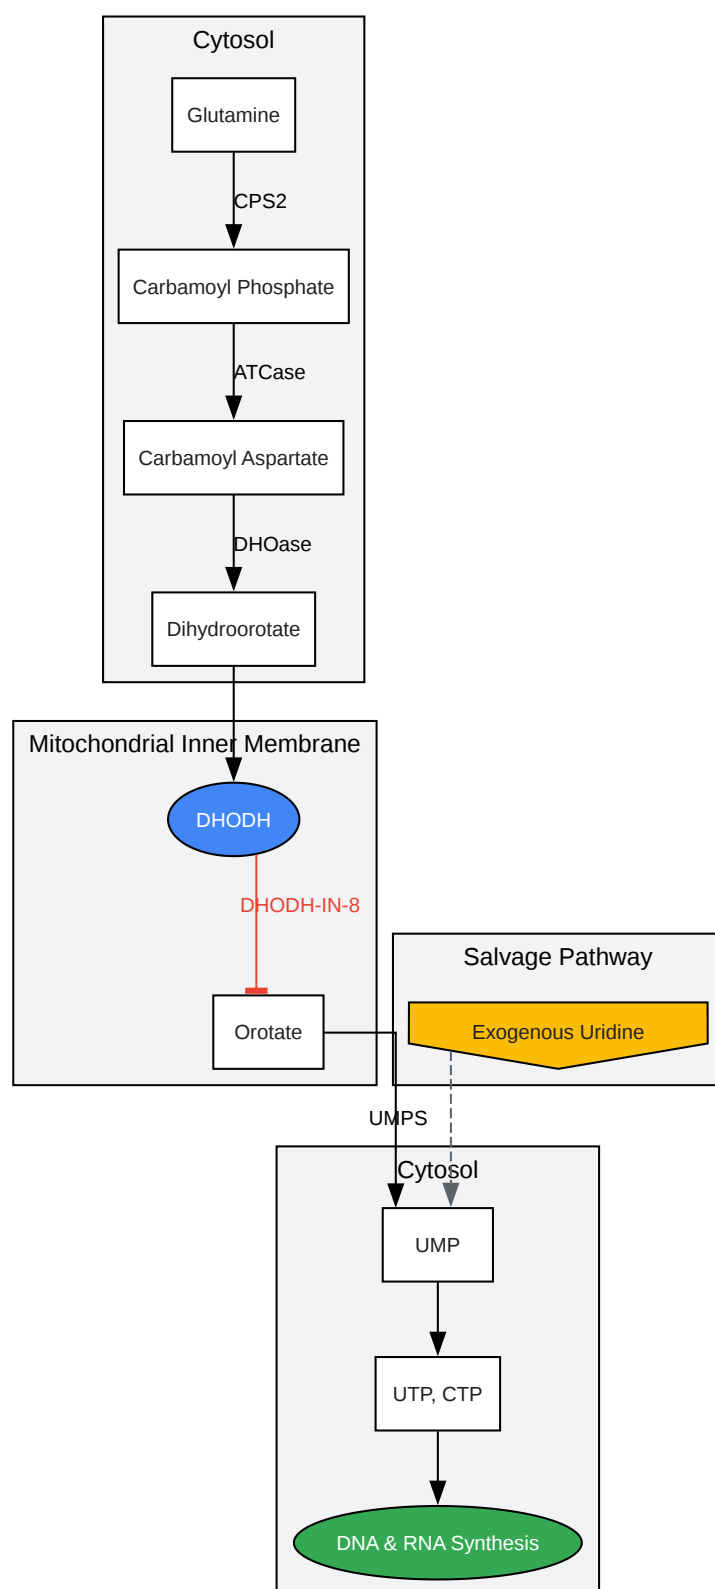 Cytosol
Glutamine
CPS2
Carbamoyl Phosphate
ATCase
Carbamoyl Aspartate
DHOase
Dihydroorotate
Mitochondrial Inner Membrane
DHODH
DHODH-IN-8
Orotate
Salvage Pathway
Exogenous Uridine
UMPS
Cytosol
UMP
UTP, CTP
DNA & RNA Synthesis